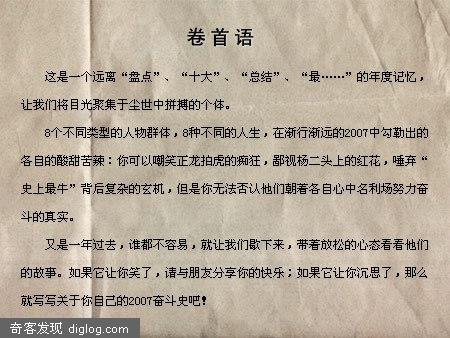 卷首语
这是一个远离“盘点”、“十大”、“总结”、“最……”的年度记忆，
让我们将目光聚集于尘世中拼搏的个体。
8个不同类型的人物群体，8种不同的人生，在渐行渐远的2007中勾勒出的
各自的酸甜苦辣：你可以嘲笑正龙拍虎的痴狂，鄙视杨二头上的红花，唾弃“
史上最牛”背后复杂的玄机，但是你无法否认他们朝着各自心中名利场努力奋
斗的真实。
又是一年过去，谁都不容易，就让我们歇下来，带着放松的心态看看他们
的故事。如果它让你笑了，请与朋友分享你的快乐；如果它让你沉思了，那么
就写写关于你自己的2007奋斗史吧！
奇客发现 diglog.com